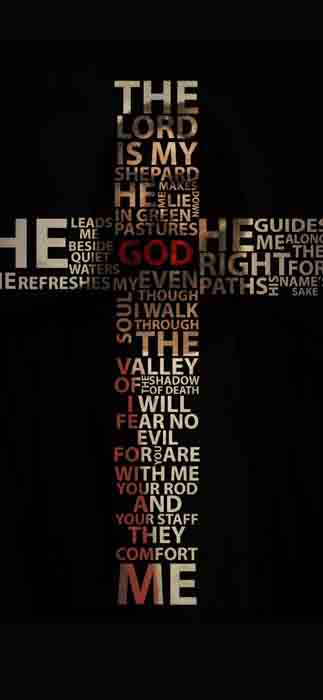 THE
LORD
IS MY
SHEPARD
HE MAKES
ME LIE
DOWN
IN GREEN
PASTURES
HE LEADS
ME
BESIDE
QUIET
WATERS
HE REFRESHES
MY
SOUL
GOD
HE GUIDES
ME ALONG
THE
RIGHT
PATHS
FOR
HIS NAME'S
SAKE
EVEN
THOUGH
I WALK
THROUGH
THE
VALLEY
OF THE SHADOW
OF DEATH
I WILL
FEAR NO
EVIL
FOR YOU ARE
WITH ME
YOUR ROD
AND
YOUR STAFF
THEY
COMFORT
ME